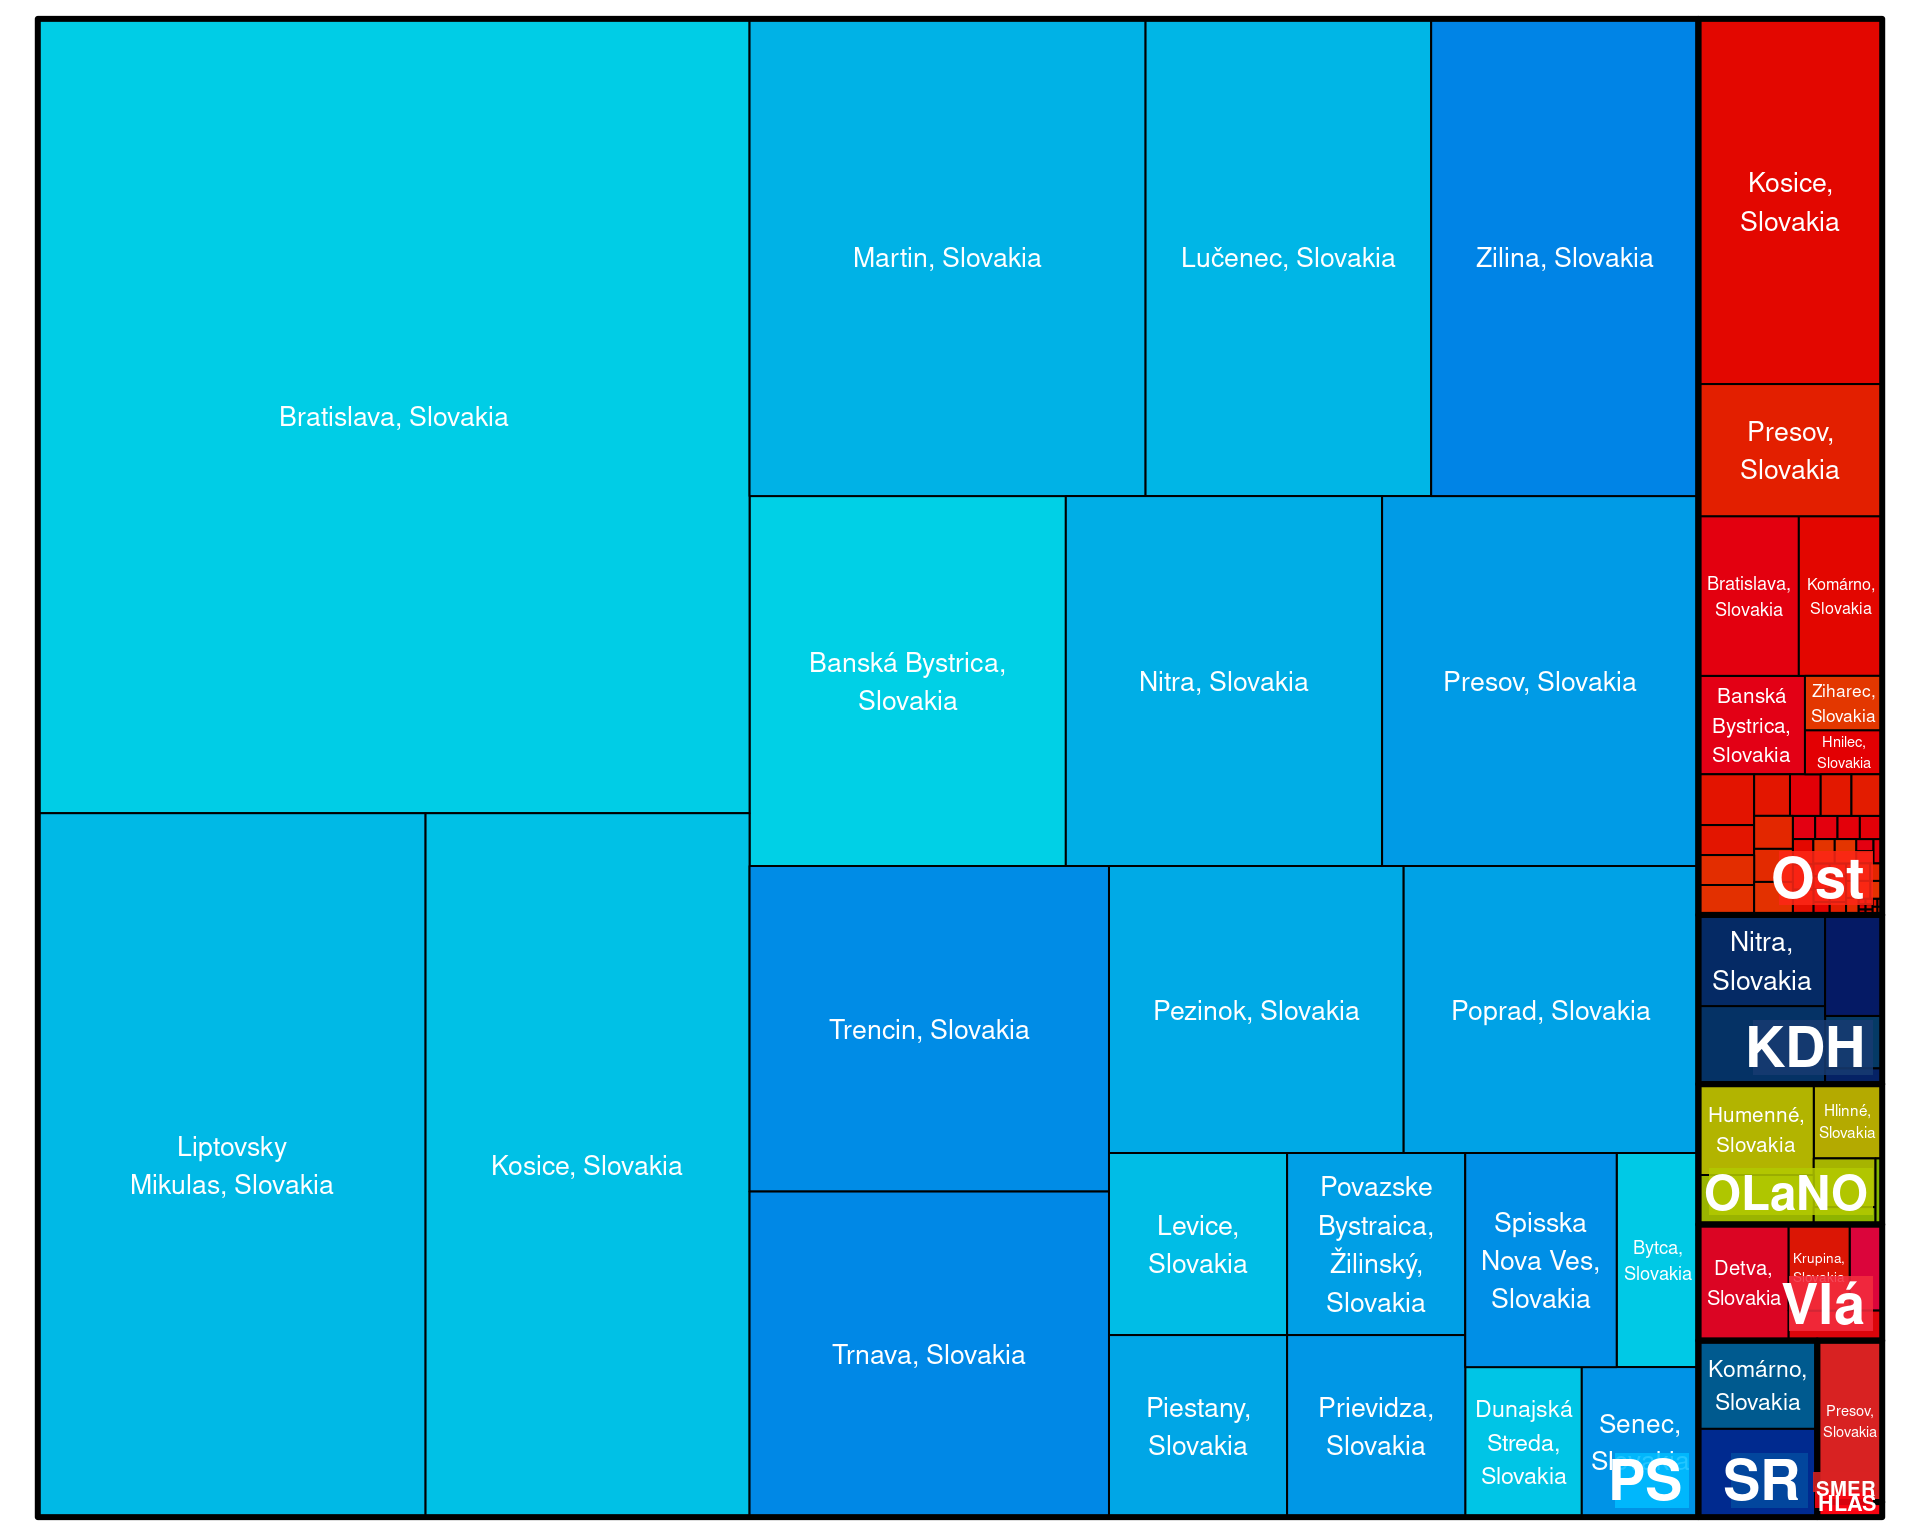 Bratislava, Slovakia
Liptovsky
Mikulas, Slovakia
Kosice, Slovakia
Martin, Slovakia
Lučenec, Slovakia
Zilina, Slovakia
Banská Bystrica,
Slovakia
Nitra, Slovakia
Presov, Slovakia
Trencin, Slovakia
Trnava, Slovakia
Pezinok, Slovakia
Poprad, Slovakia
Levice,
Slovakia
Povazske
Bystraica,
Žilinský,
Slovakia
Spisska
Nova Ves,
Slovakia
Bytca,
Slovakia
Piestany,
Slovakia
Prievidza,
Slovakia
Dunajská
Streda,
Slovakia
Senec,
Slovakia
PS
Kosice,
Slovakia
Presov,
Slovakia
Bratislava,
Slovakia
Komárno,
Slovakia
Banská
Bystrica,
Slovakia
Ziharec,
Slovakia
Hnilec,
Slovakia
Ost
Nitra,
Slovakia
KDH
Humenné,
Slovakia
Hlinné,
Slovakia
OLaNO
Detva,
Slovakia
Krupina,
Slovakia
Vlá
Komárno,
Slovakia
SR
Presov,
Slovakia
SMER
HLAS